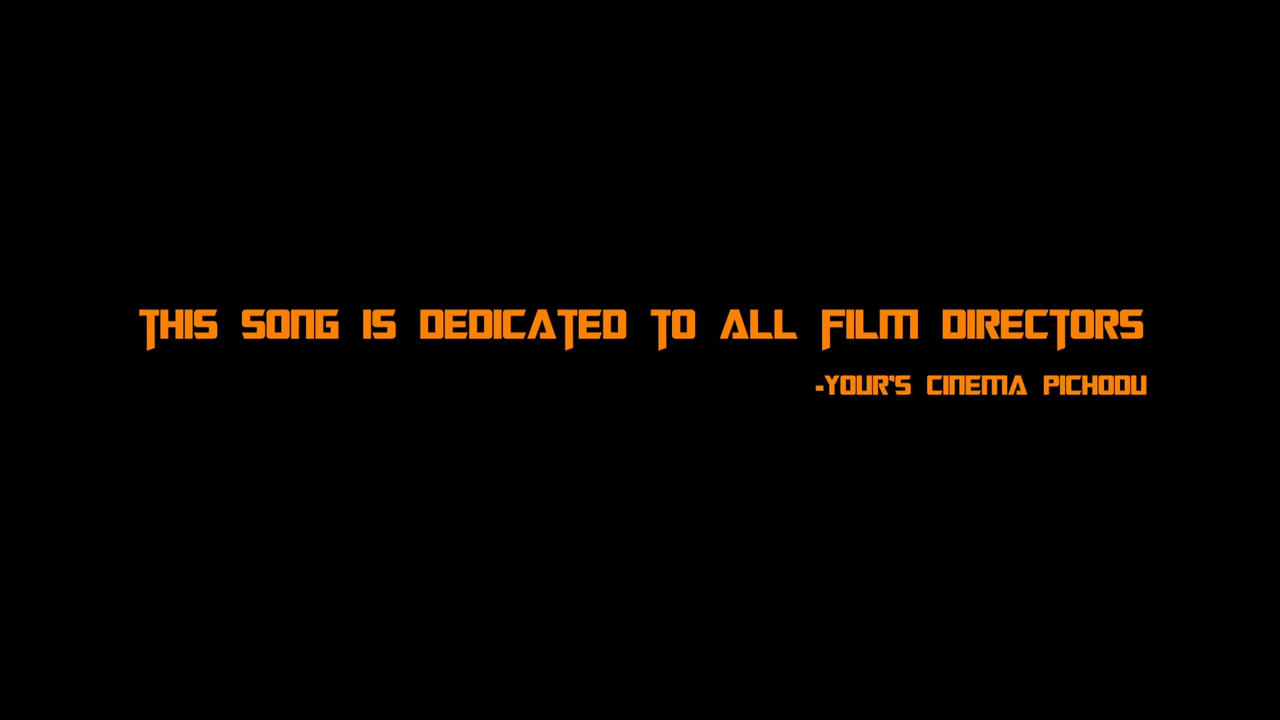 THIS SONG IS DEDICATED TO ALL FILM DIRECTORS
-YOUR'S CINEMA PICHODU